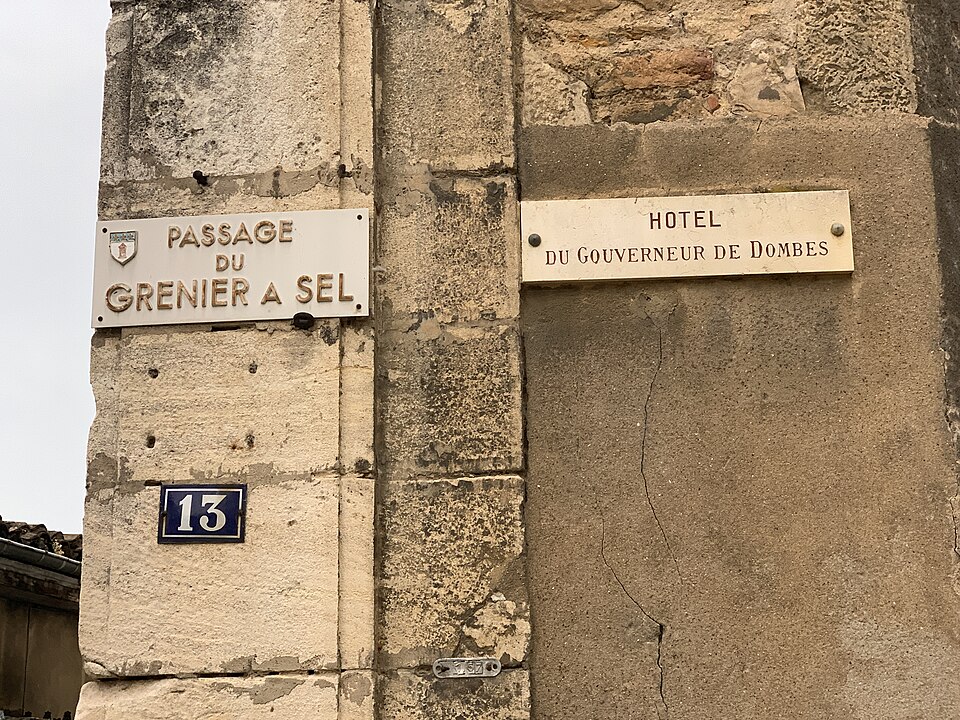 PASSAGE
DU
GRENIER A SEL
HOTEL
DU GOUVERNEUR DE DOMBES
13